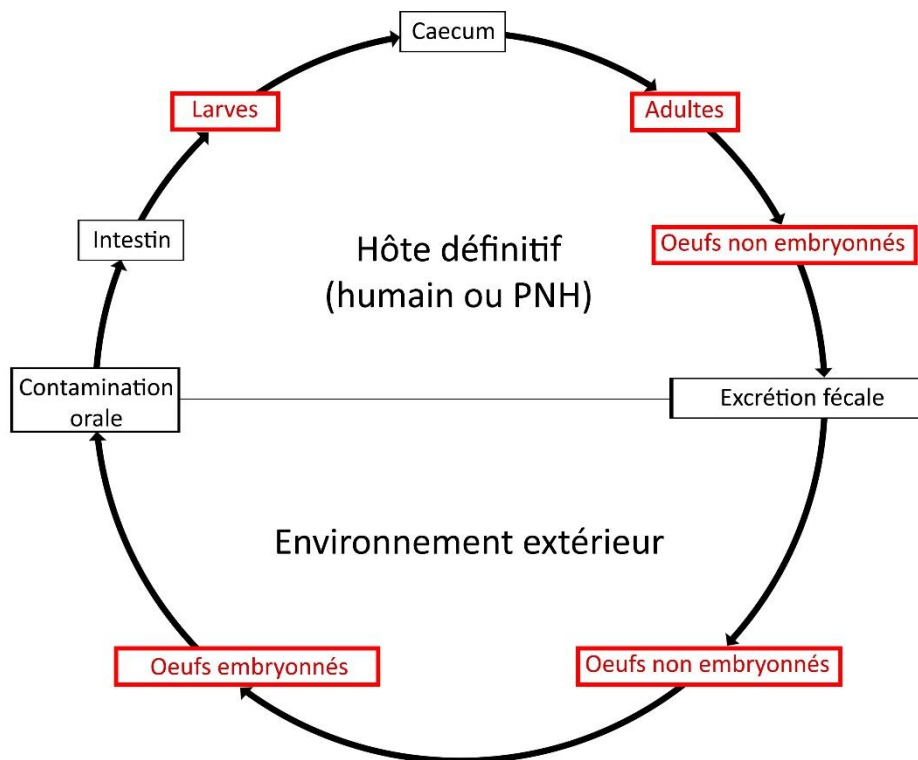 Caecum
Larves
Adultes
Intestin
Oeufs non embryonnés
Hôte définitif
(humain ou PNH)
Contamination
orale
Excrétion fécale
Environnement extérieur
Oeufs embryonnés
Oeufs non embryonnés